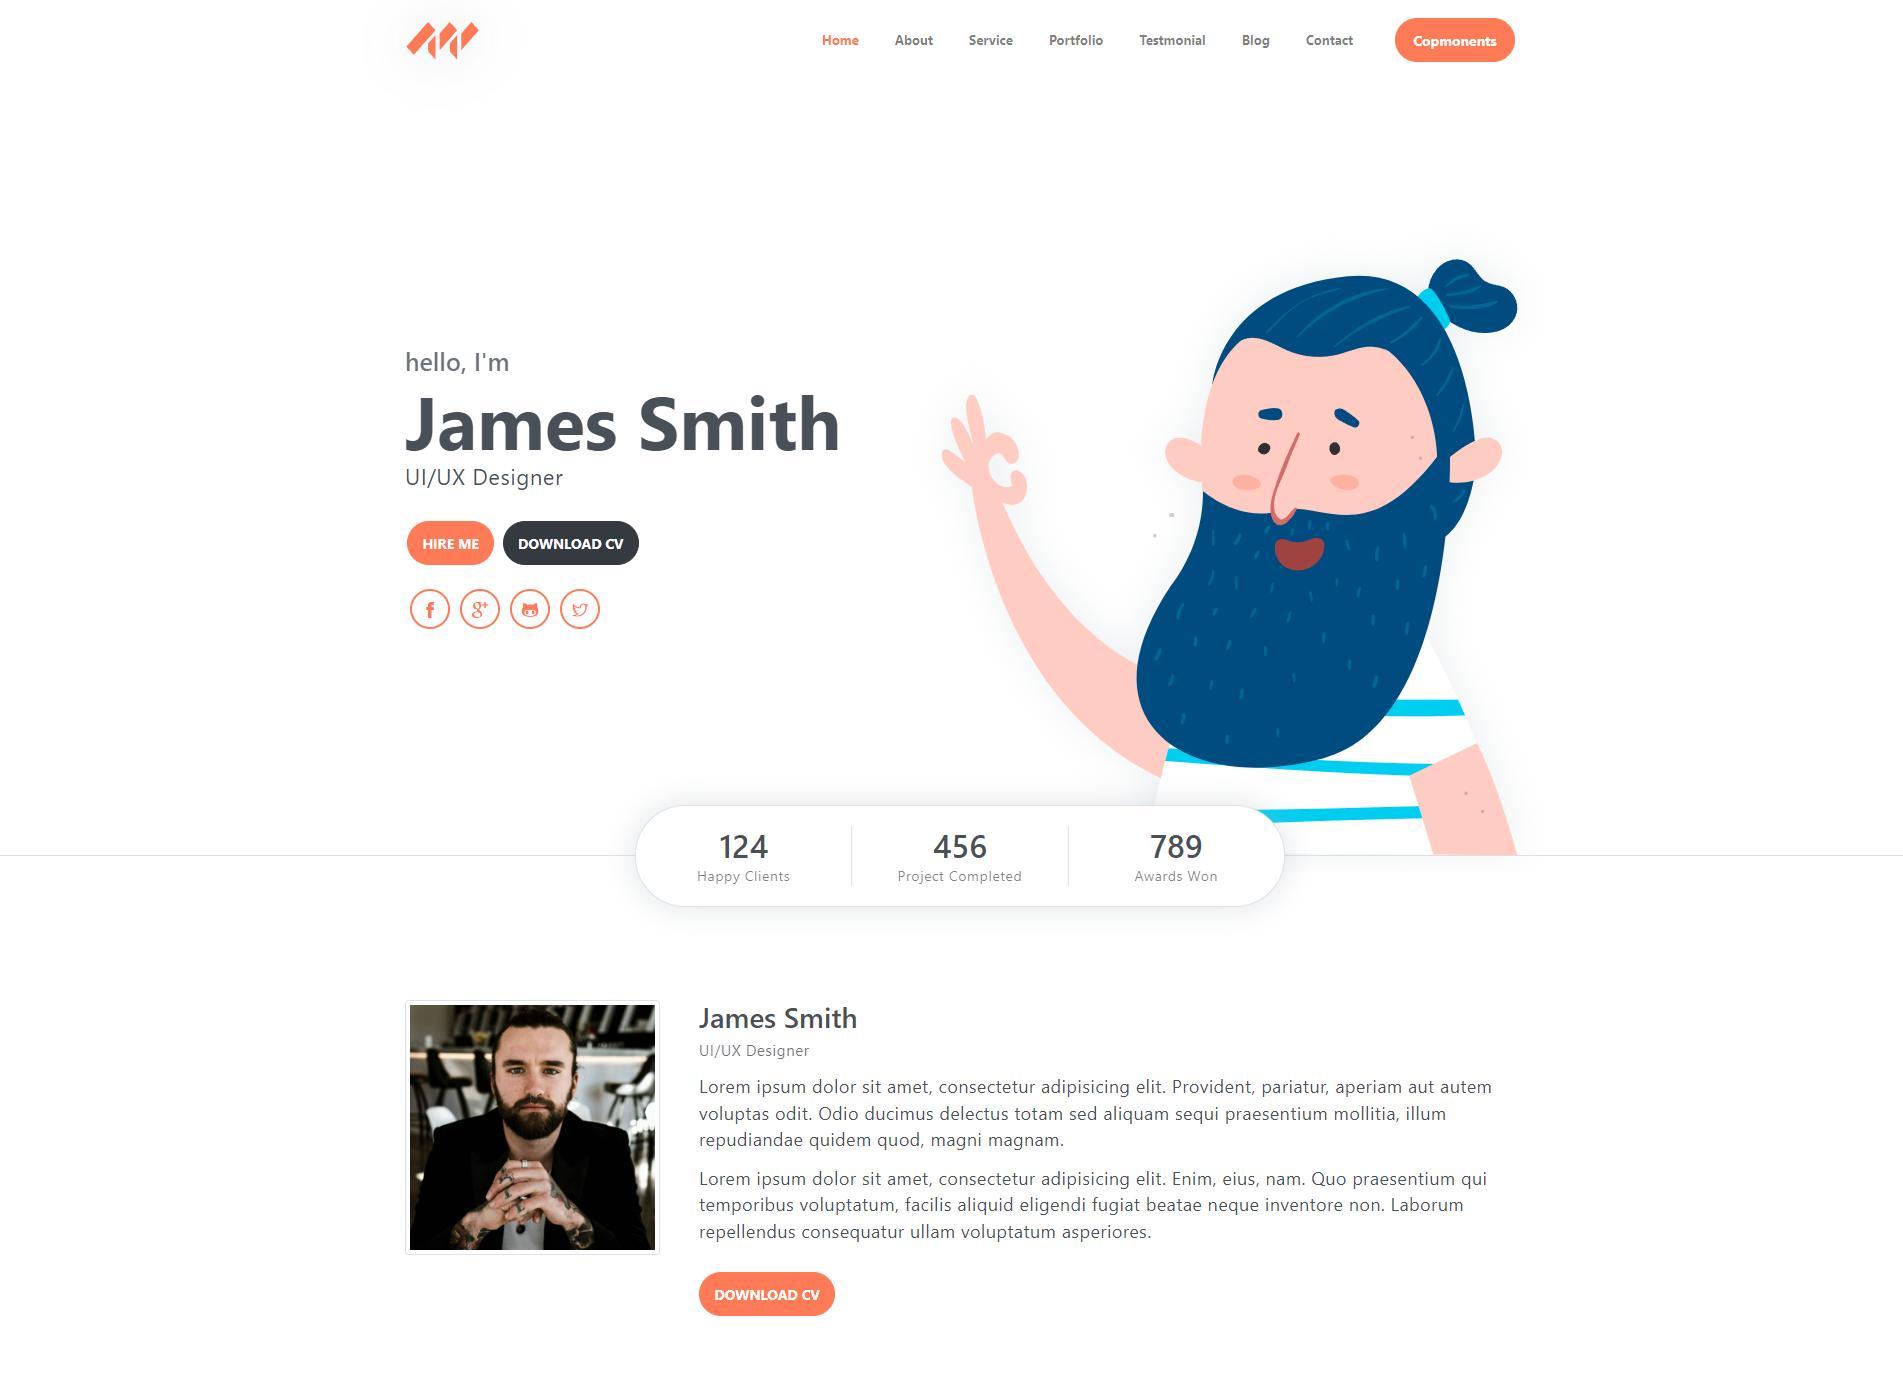 Home About Service Portfolio Testmonial Blog Contact Copmonents
hello, I'm
James Smith
UI/UX Designer
HIRE ME DOWNLOAD CV
124 456 789
Happy Clients Project Completed Awards Won
James Smith
UI/UX Designer
Lorem ipsum dolor sit amet, consectetur adipisicing elit. Provident, pariatur, aperiam aut autem
voluptas odit. Odio ducimus delectus totam sed aliquam sequi praesentium mollitia, illum
repudiandae quidem quod, magni magnam.
Lorem ipsum dolor sit amet, consectetur adipisicing elit. Enim, eius, nam. Quo praesentium qui
temporibus voluptatum, facilis aliquid eligendi fugiat beatae neque inventore non. Laborum
repellendus consequatur ullam voluptatum asperiores.
DOWNLOAD CV